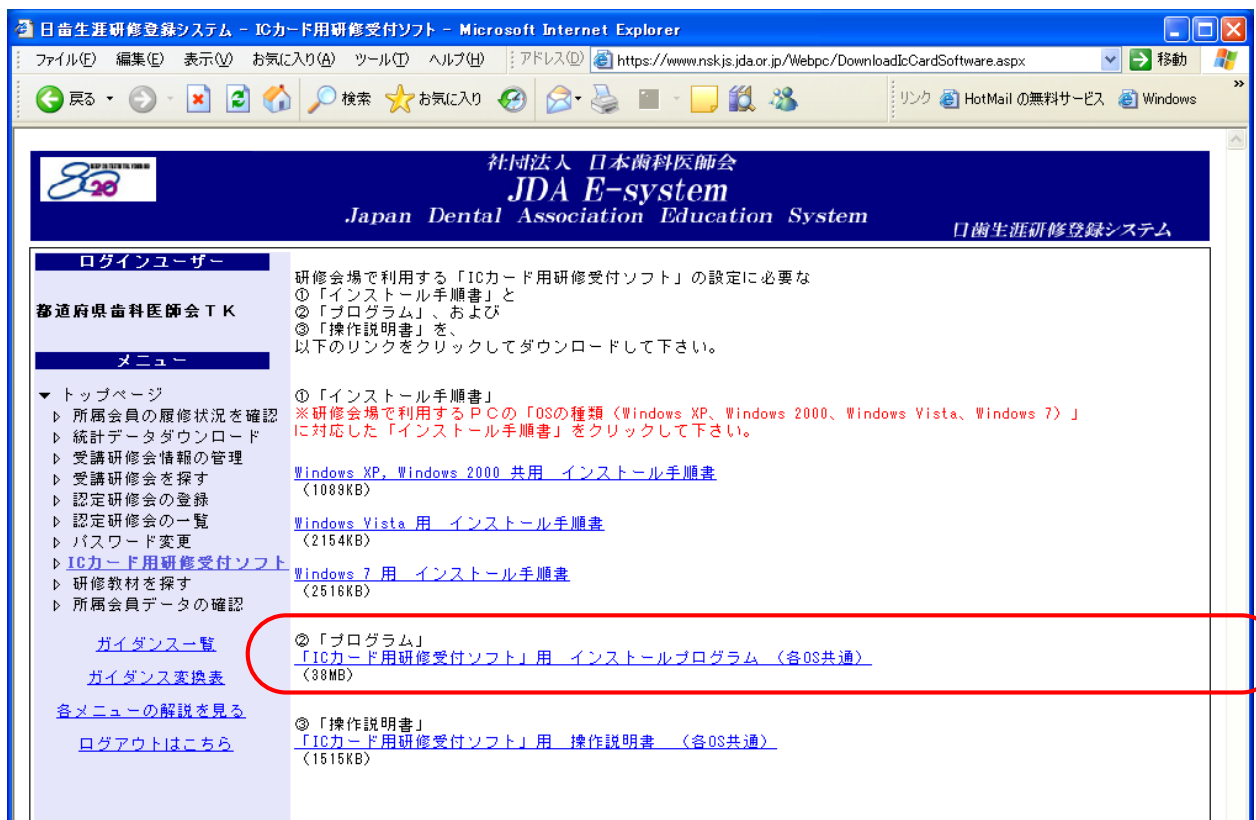 日歯生涯研修登録システム - ICカード用研修受付ソフト - Microsoft Internet Explorer
ファイル(F) 編集(E) 表示(V) お気に入り(A) ツール(T) ヘルプ(H) アドレス(D) https://www.nskjs.jda.or.jp/Webpc/DownloadIcCardSoftware.aspx 移動
戻る 検索 お気に入り リンク HotMail の無料サービス Windows »
8020
社団法人 日本歯科医師会
JDA E-system
Japan Dental Association Education System
日歯生涯研修登録システム
ログインユーザー
都道府県歯科医師会TK
メニュー
▼ トップページ
▷ 所属会員の履修状況を確認
▷ 統計データダウンロード
▷ 受講研修会情報の管理
▷ 受講研修会を探す
▷ 認定研修会の登録
▷ 認定研修会の一覧
▷ パスワード変更
▷ ICカード用研修受付ソフト
▷ 研修教材を探す
▷ 所属会員データの確認
ガイダンス一覧
ガイダンス変換表
各メニューの解説を見る
ログアウトはこちら
研修会場で利用する「ICカード用研修受付ソフト」の設定に必要な
①「インストール手順書」と
②「プログラム」、および
③「操作説明書」を、
以下のリンクをクリックしてダウンロードして下さい。
①「インストール手順書」
※研修会場で利用するPCの「OSの種類（Windows XP、Windows 2000、Windows Vista、Windows 7）」
に対応した「インストール手順書」をクリックして下さい。
Windows XP, Windows 2000 共用 インストール手順書
（1089KB）
Windows Vista 用 インストール手順書
（2154KB）
Windows 7 用 インストール手順書
（2516KB）
②「プログラム」
「ICカード用研修受付ソフト」用 インストールプログラム （各OS共通）
（38MB）
③「操作説明書」
「ICカード用研修受付ソフト」用 操作説明書 （各OS共通）
（1515KB）